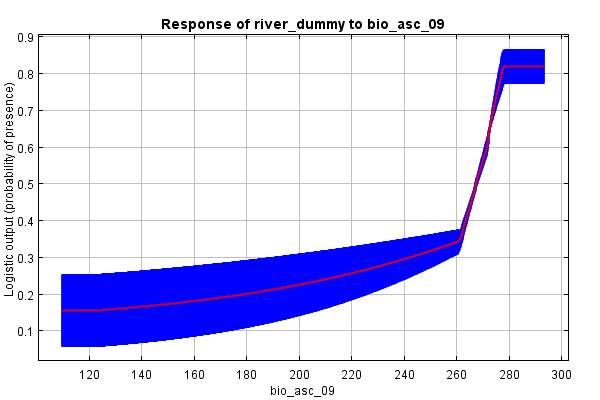 Response of river_dummy to bio_asc_09
Logistic output (probability of presence)
0.9
0.8
0.7
0.6
0.5
0.4
0.3
0.2
0.1
120 140 160 180 200 220 240 260 280 300
bio_asc_09